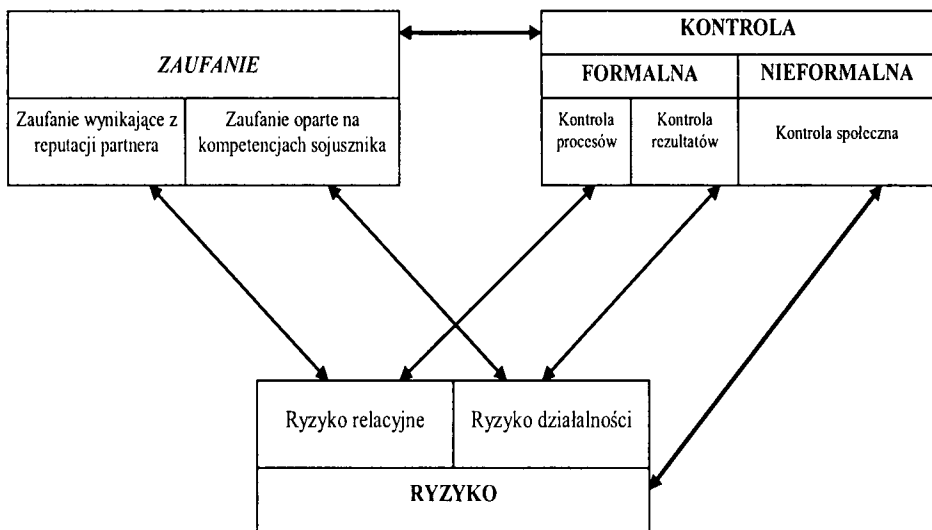 ZAUFANIE
Zaufanie wynikające z
reputacji partnera
Zaufanie oparte na
kompetencjach sojusznika
KONTROLA
FORMALNA
NIEFORMALNA
Kontrola
procesów
Kontrola
rezultatów
Kontrola społeczna
Ryzyko relacyjne
Ryzyko działalności
RYZYKO